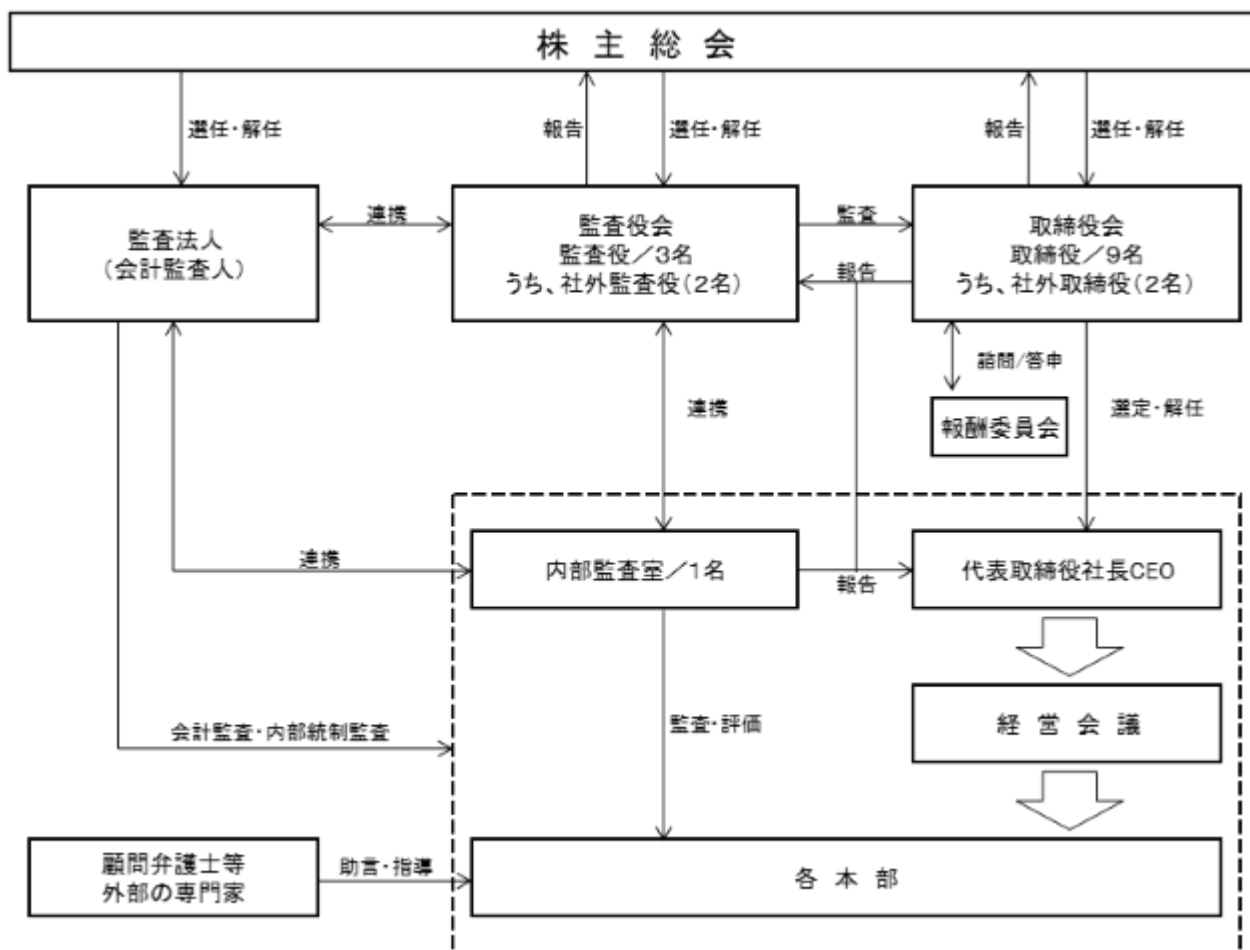 株 主 総 会
選任・解任
報告
選任・解任
報告
選任・解任
監査法人
(会計監査人)
連携
監査役会
監査役／3名
うち、社外監査役(2名)
監査
報告
取締役会
取締役／9名
うち、社外取締役(2名)
諮問/答申
報酬委員会
連携
選定・解任
連携
内部監査室／1名
報告
代表取締役社長CEO
会計監査・内部統制監査
監査・評価
経 営 会 議
顧問弁護士等
外部の専門家
助言・指導
各 本 部